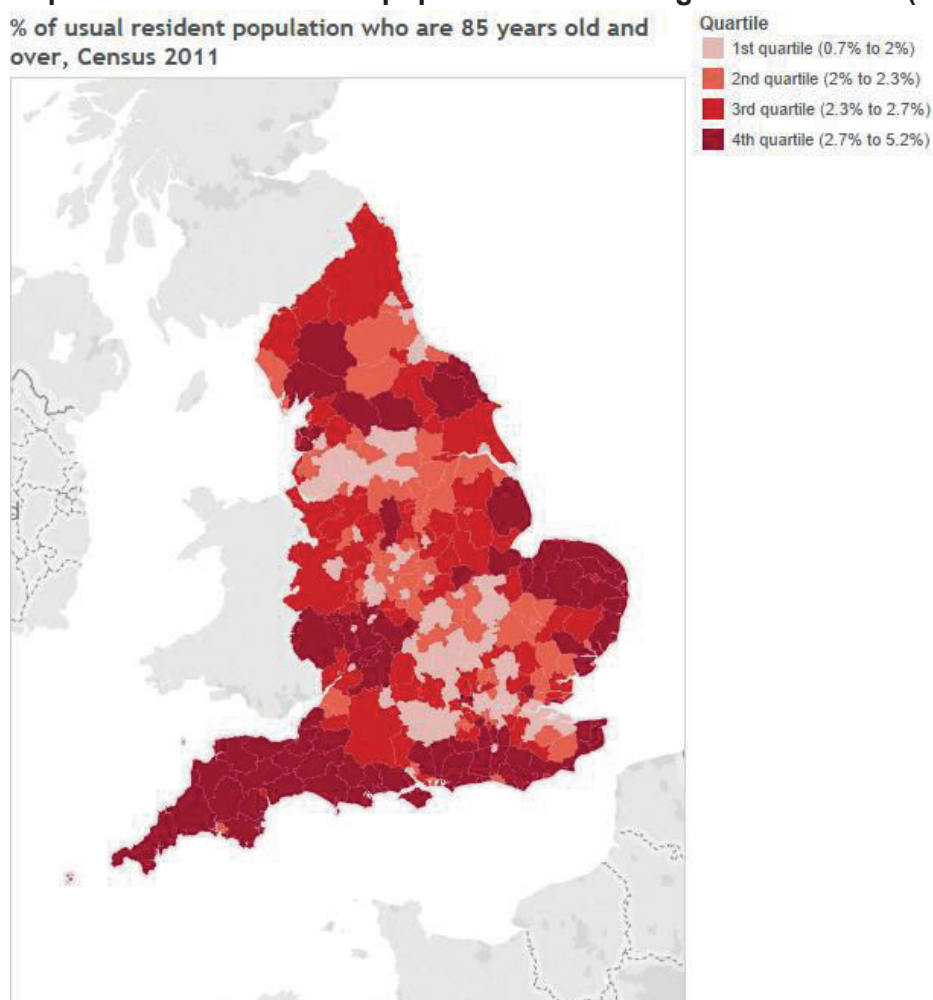 % of usual resident population who are 85 years old and
over, Census 2011
Quartile
1st quartile (0.7% to 2%)
2nd quartile (2% to 2.3%)
3rd quartile (2.3% to 2.7%)
4th quartile (2.7% to 5.2%)